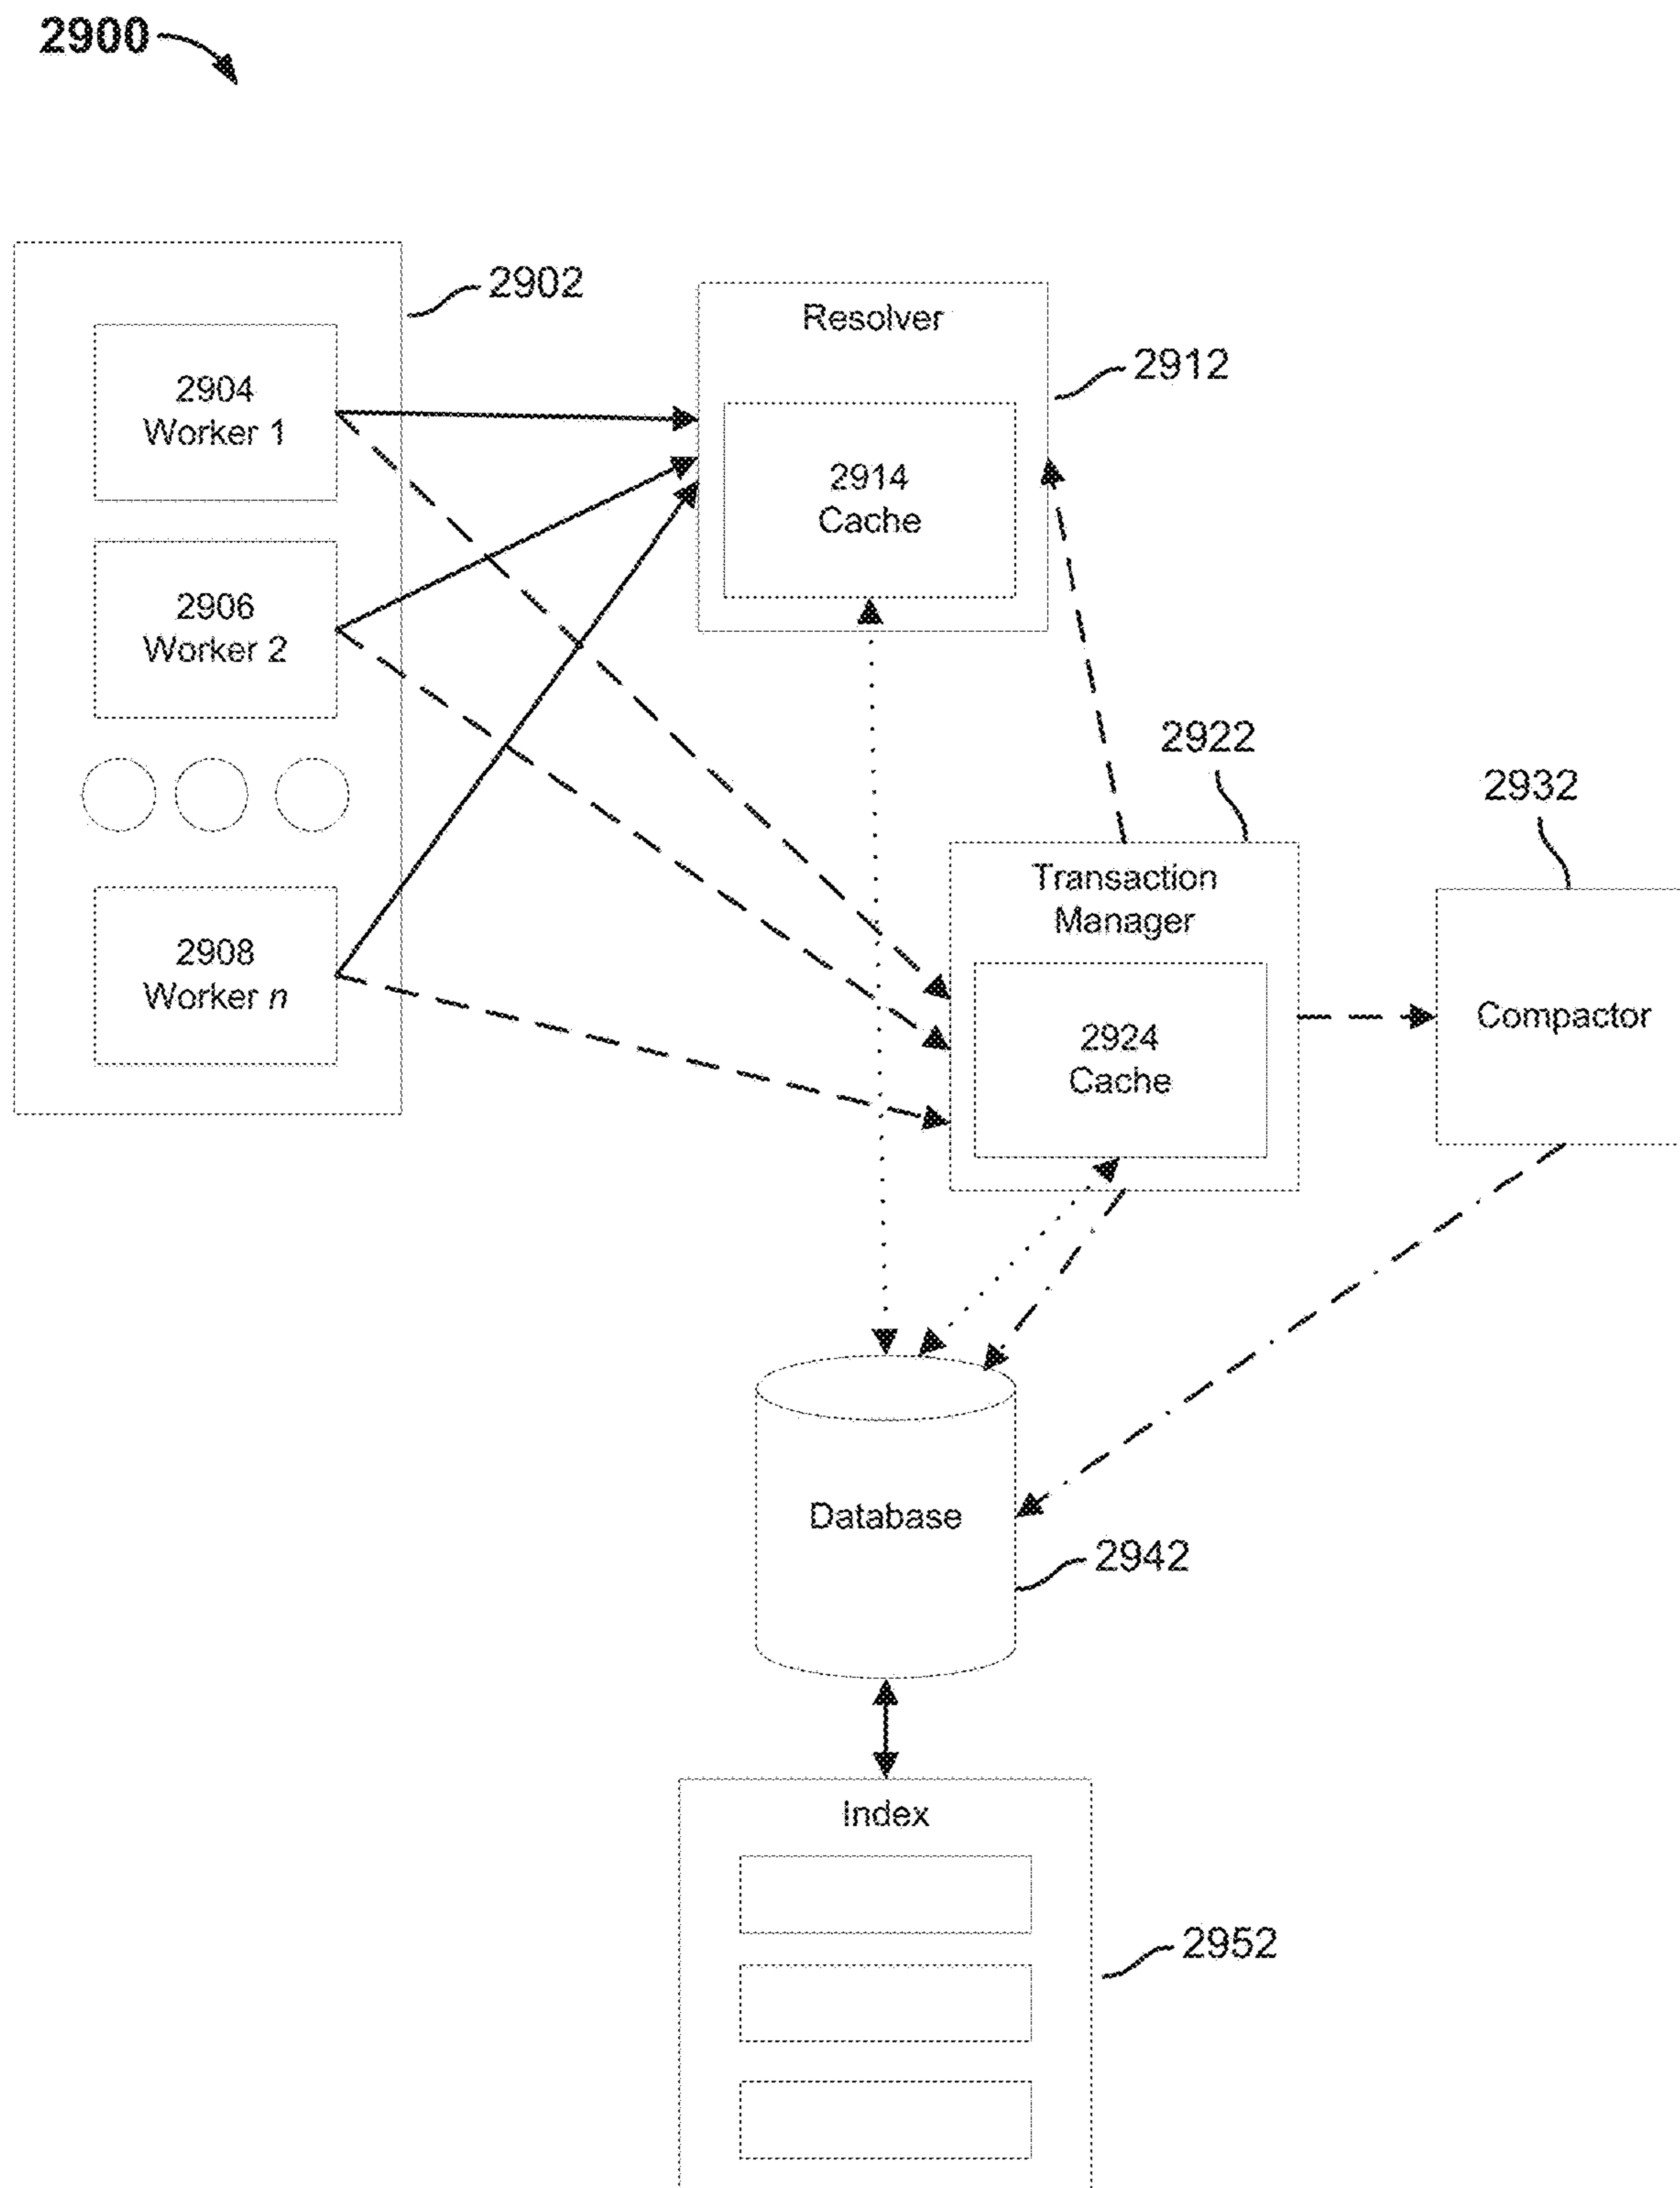 2900
2902
2904
Worker 1
2906
Worker 2
2908
Worker n
Resolver
2912
2914
Cache
2922
Transaction
Manager
2924
Cache
2932
Compactor
Database
2942
Index
2952